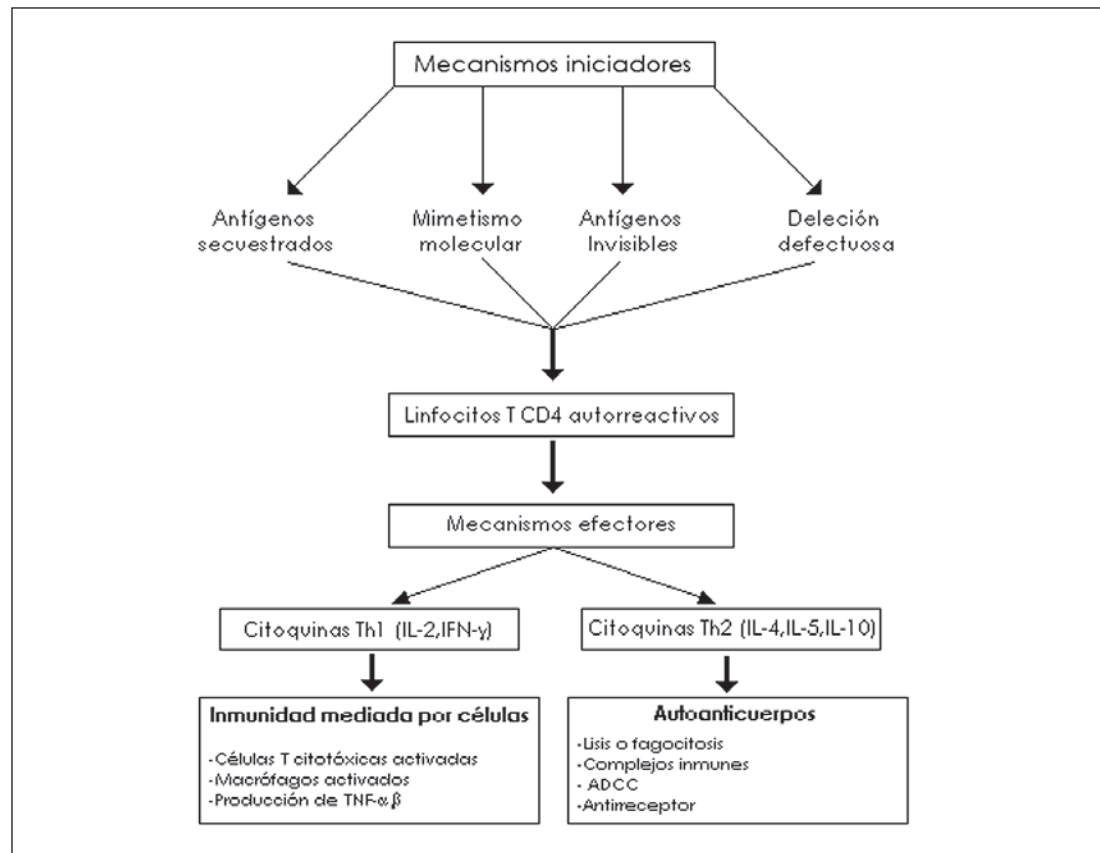 Mecanismos iniciadores
Antígenos
secuestrados
Mimetismo
molecular
Antígenos
Invisibles
Deleción
defectuosa
Linfocitos T CD4 autorreactivos
Mecanismos efectores
Citoquinas Th1 (IL-2,IFN-γ)
Citoquinas Th2 (IL-4,IL-5,IL-10)
Inmunidad mediada por células
-Células T citotóxicas activadas
-Macrófagos activados
-Producción de TNF-α,β
Autoanticuerpos
-Lisis o fagocitosis
-Complejos inmunes
- ADCC
-Antirreceptor